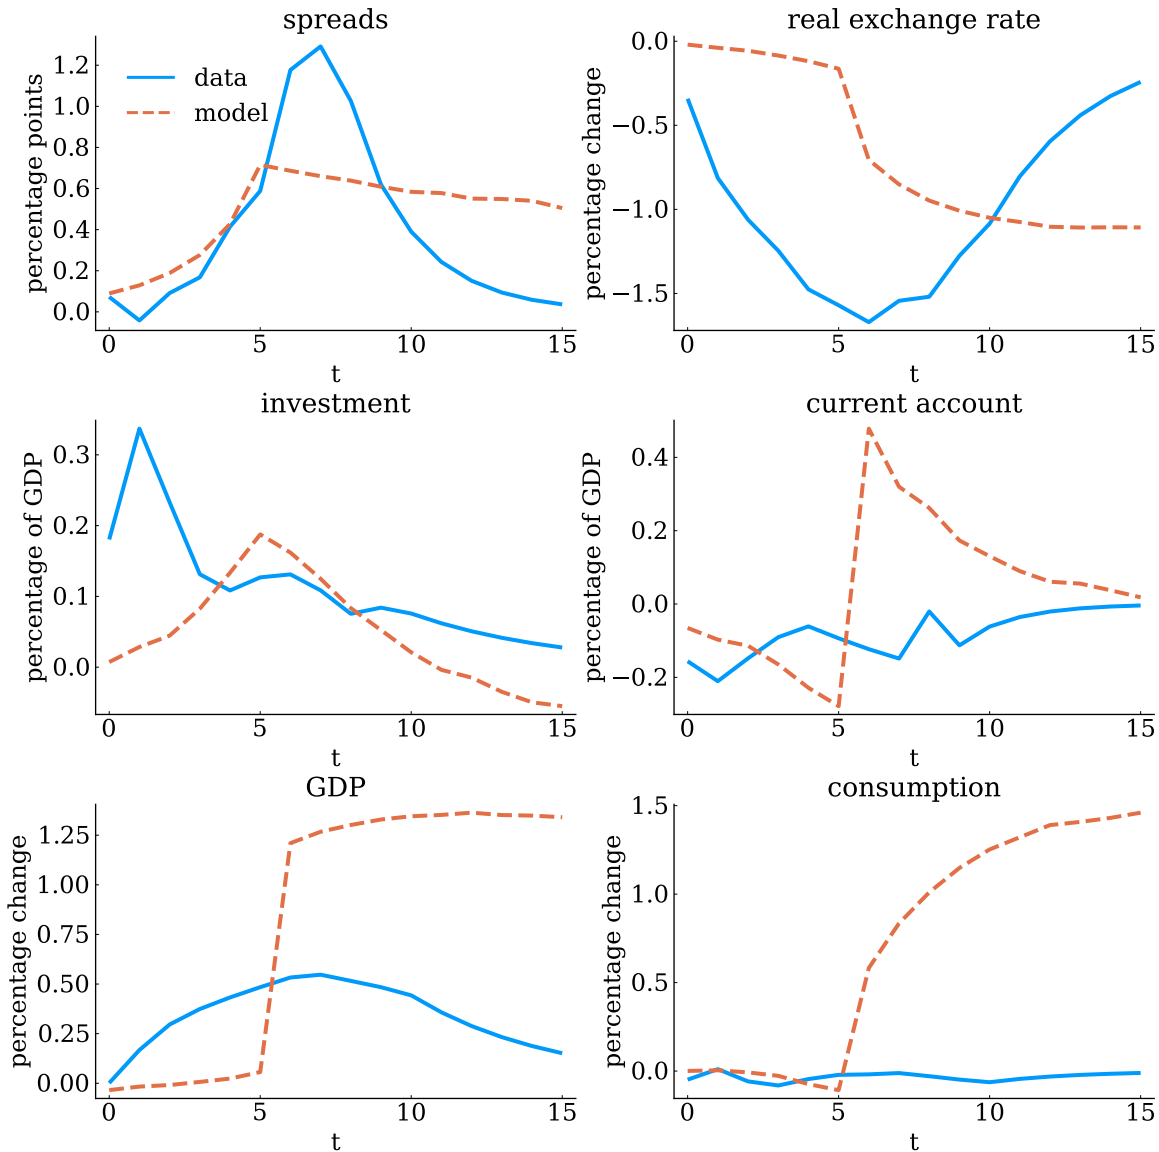 spreads
percentage points
1.2
1.0
0.8
0.6
0.4
0.2
0.0
data
model
0
5
10
15
t
real exchange rate
percentage change
0.0
−0.5
−1.0
−1.5
0
5
10
15
t
investment
percentage of GDP
0.3
0.2
0.1
0.0
0
5
10
15
t
current account
percentage of GDP
0.4
0.2
0.0
−0.2
0
5
10
15
t
GDP
percentage change
1.25
1.00
0.75
0.50
0.25
0.00
0
5
10
15
t
consumption
percentage change
1.5
1.0
0.5
0.0
0
5
10
15
t